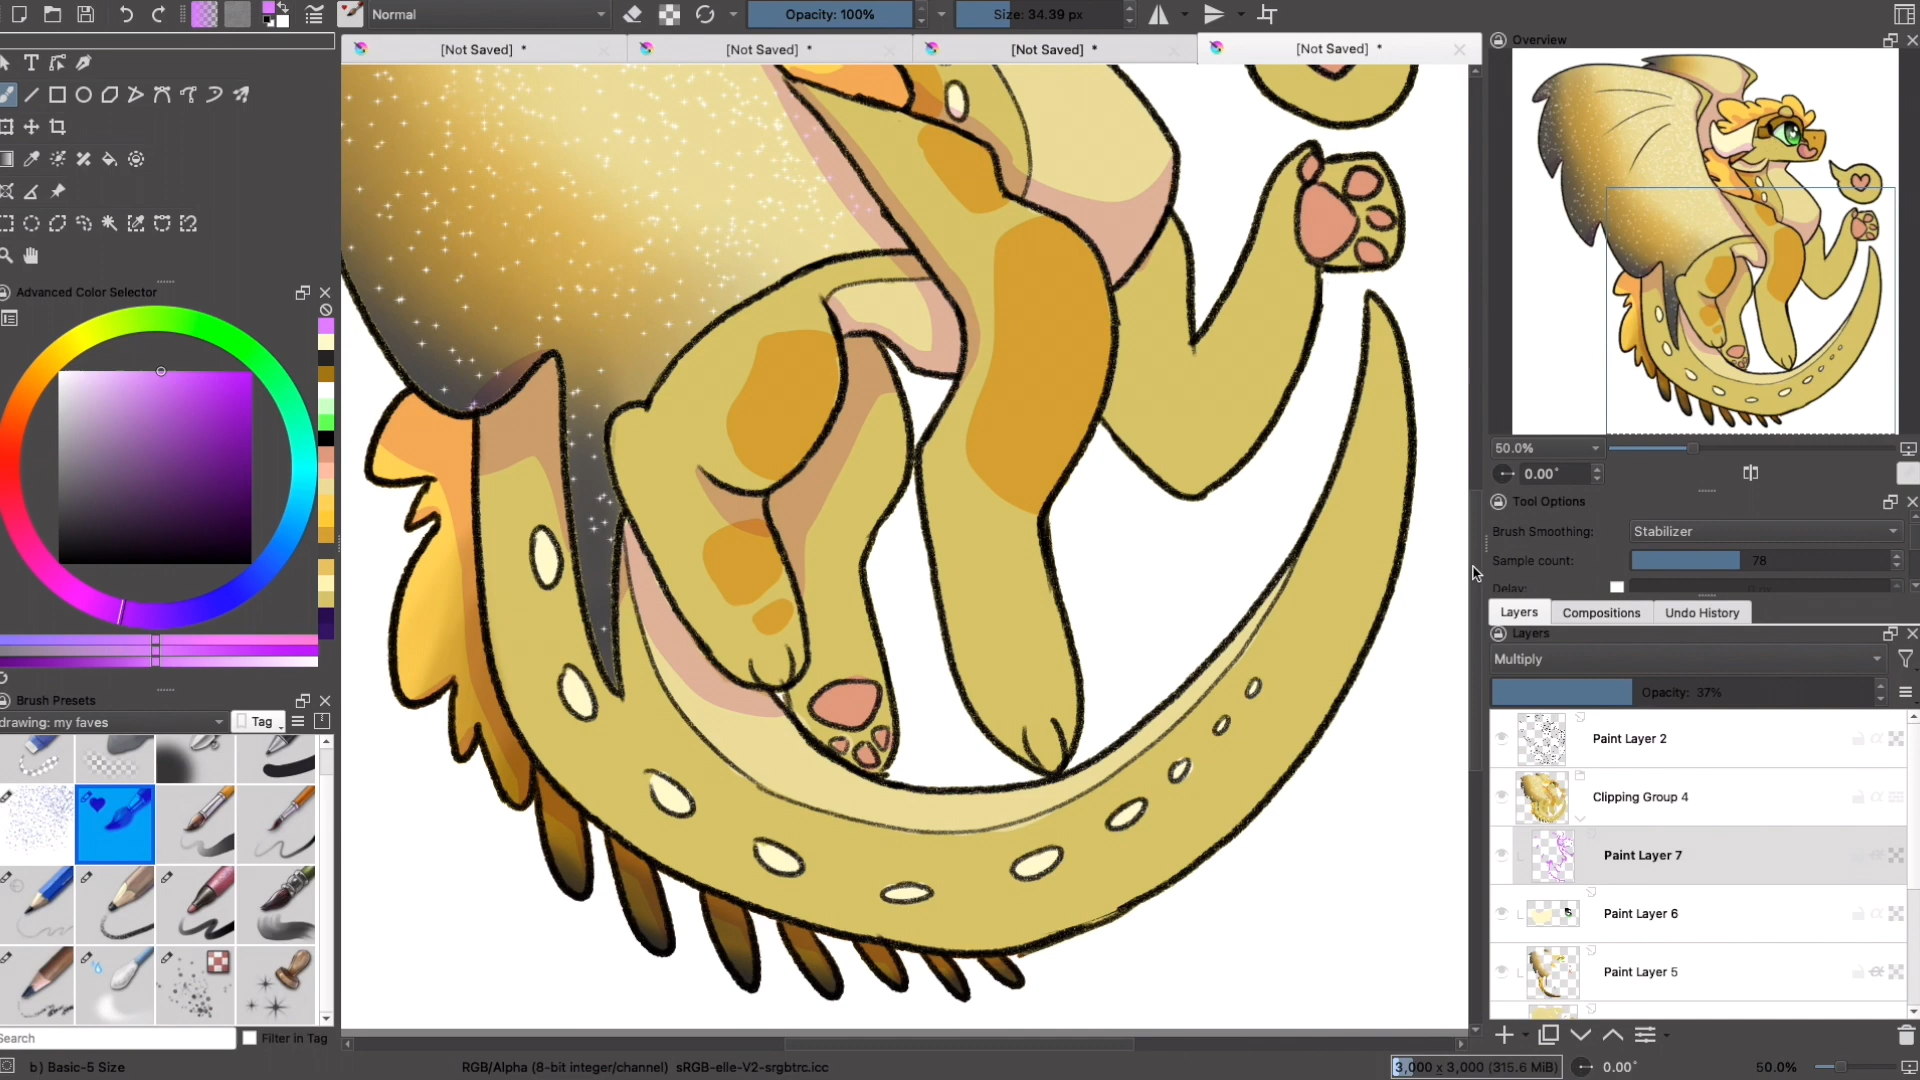 Normal
Opacity: 100%
Size: 34.39 px
[Not Saved] *
[Not Saved] *
[Not Saved] *
[Not Saved] *
Overview
Advanced Color Selector
50.0%
0.00°
Tool Options
Brush Smoothing:
Stabilizer
Sample count:
78
Delay:
Layers
Compositions
Undo History
Layers
Multiply
Opacity: 37%
Brush Presets
drawing: my faves
Tag
Paint Layer 2
Clipping Group 4
Paint Layer 7
Paint Layer 6
Paint Layer 5
Search
Filter in Tag
b) Basic-5 Size
RGB/Alpha (8-bit integer/channel) sRGB-elle-V2-srgbtrc.icc
3,000 x 3,000 (315.6 MiB)
0.00°
50.0%